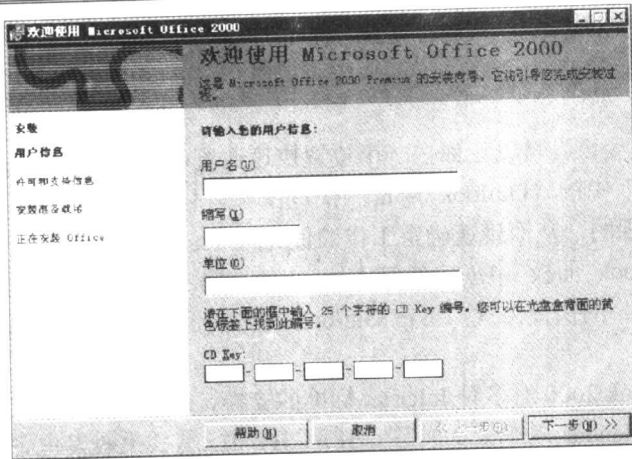 欢迎使用 Microsoft Office 2000
欢迎使用 Microsoft Office 2000
这是 Microsoft Office 2000 Premium 的安装向导，它将引导您完成安装过
程。
安装
用户信息
许可和支持信息
安装准备就绪
正在安装 Office
请输入您的用户信息：
用户名(U)
缩写(I)
单位(O)
请在下面的框中输入 25 个字符的 CD Key 编号。您可以在光盘盒背面的黄
色标签上找到此编号。
CD Key:
帮助(H)
取消
<< 上一步(B)
下一步(N) >>